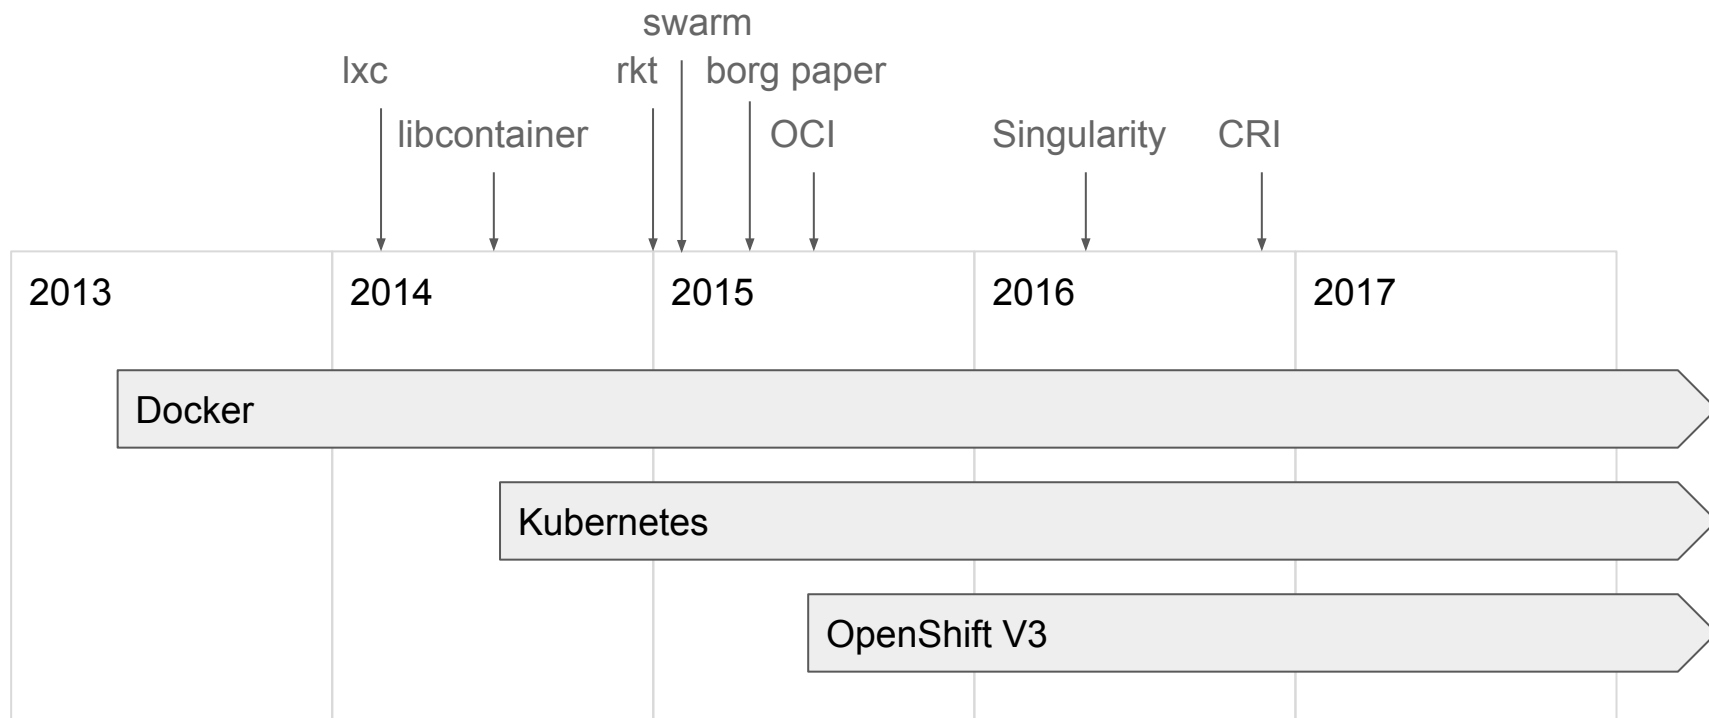 swarm
lxc
rkt
borg paper
libcontainer
OCI
Singularity
CRI
2013
2014
2015
2016
2017
Docker
Kubernetes
OpenShift V3